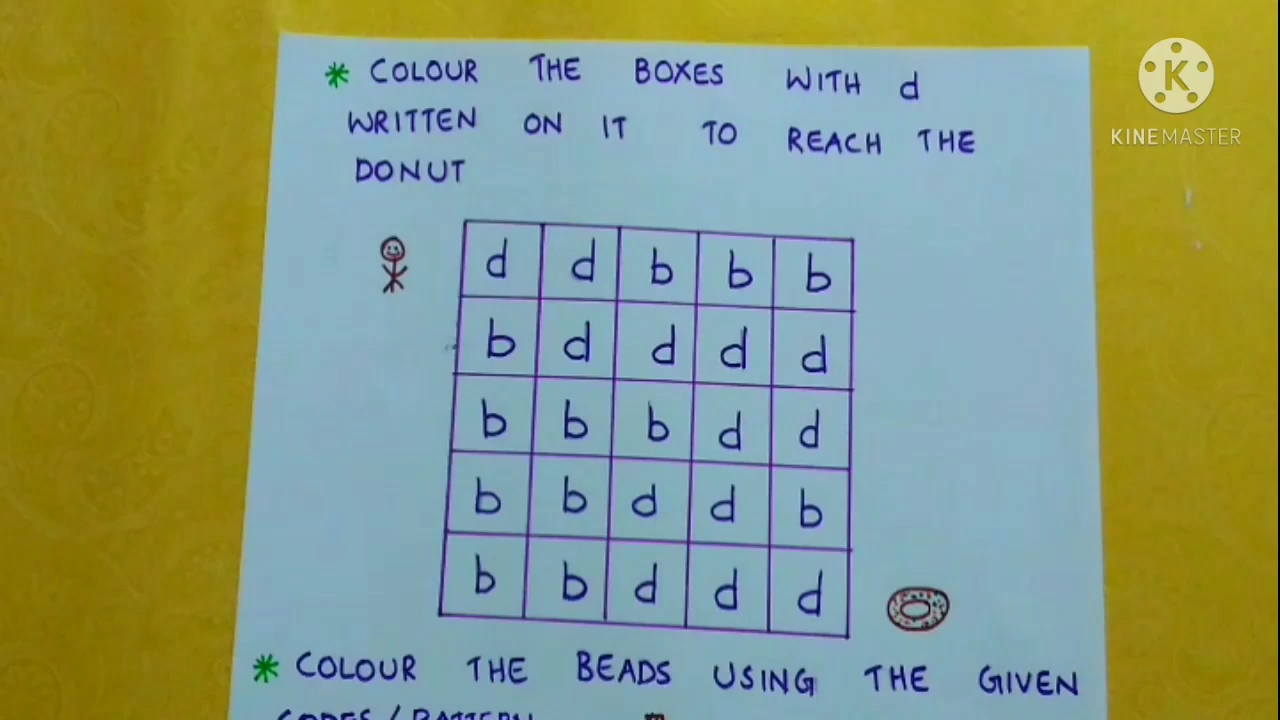 * COLOUR THE BOXES WITH d
WRITTEN ON IT TO REACH THE
DONUT
d d b b b
b d d d d
b b b d d
b b d d b
b b d d d
* COLOUR THE BEADS USING THE GIVEN
K
KINEMASTER